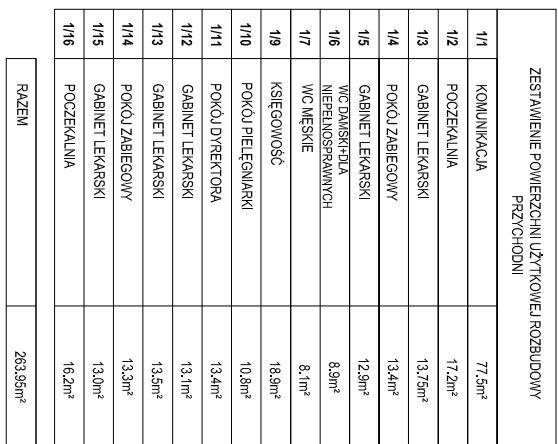 ZESTAWIENIE POWIERZCHNI UŻYTKOWEJ ROZBUDOWY
PRZYCHODNI
1/1 KOMUNIKACJA 77.5m²
1/2 POCZEKALNIA 17.2m²
1/3 GABINET LEKARSKI 13.75m²
1/4 POKÓJ ZABIEGOWY 13.4m²
1/5 GABINET LEKARSKI 12.9m²
1/6 WC DAMSKI+DLA
NIEPEŁNOSPRAWNYCH 8.9m²
1/7 WC MĘSKIE 8.1m²
1/9 KSIĘGOWOŚĆ 18.9m²
1/10 POKÓJ PIELĘGNIARKI 10.8m²
1/11 POKÓJ DYREKTORA 13.4m²
1/12 GABINET LEKARSKI 13.1m²
1/13 GABINET LEKARSKI 13.5m²
1/14 POKÓJ ZABIEGOWY 13.3m²
1/15 GABINET LEKARSKI 13.0m²
1/16 POCZEKALNIA 16.2m²
RAZEM 263.95m²